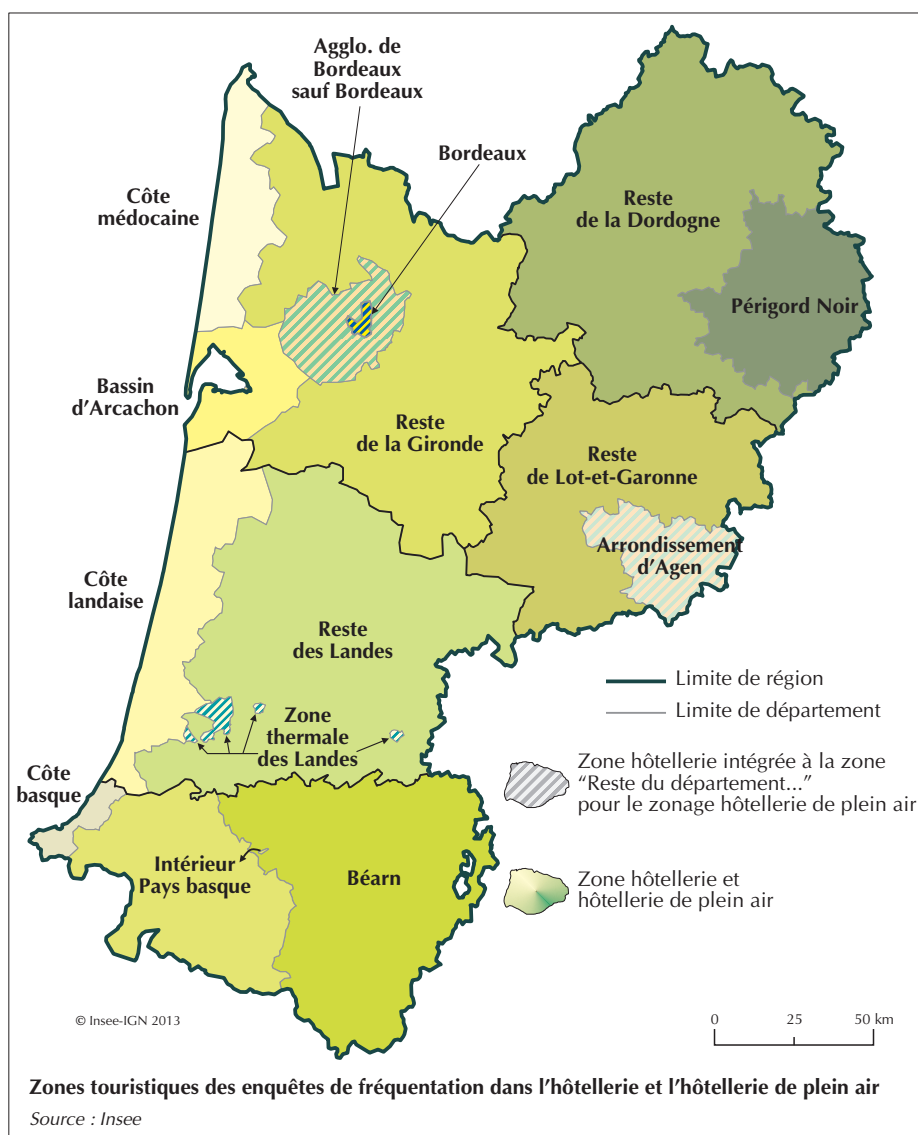 Agglo. de
Bordeaux
sauf Bordeaux
Bordeaux
Côte
médocaine
Reste
de la Dordogne
Périgord Noir
Bassin
d'Arcachon
Reste
de la Gironde
Reste
de Lot-et-Garonne
Arrondissement
d'Agen
Côte
landaise
Reste
des Landes
Limite de région
Limite de département
Zone
thermale
des Landes
Côte
basque
Zone hôtellerie intégrée à la zone
“Reste du département...”
pour le zonage hôtellerie de plein air
Intérieur
Pays basque
Béarn
Zone hôtellerie et
hôtellerie de plein air
© Insee-IGN 2013
0 25 50 km
Zones touristiques des enquêtes de fréquentation dans l'hôtellerie et l'hôtellerie de plein air
Source : Insee